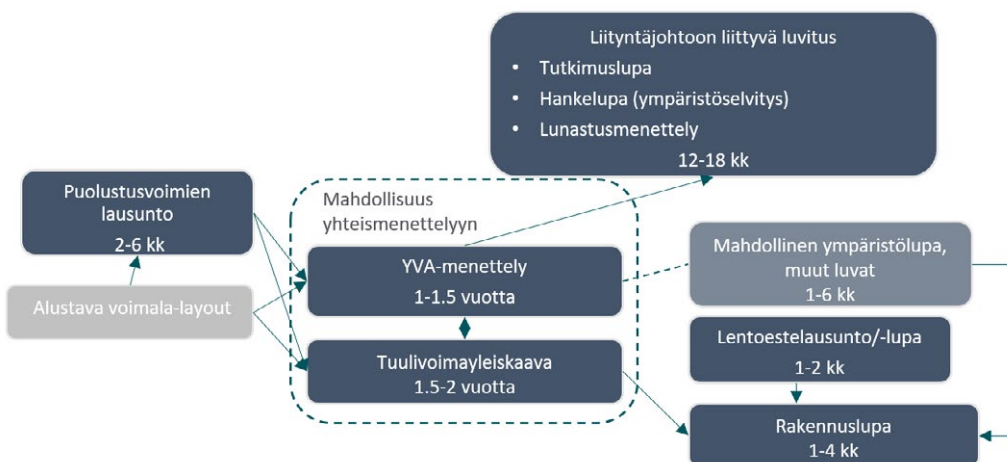 Liityntäjohtoon liittyvä luvitus
• Tutkimuslupa
• Hankelupa (ympäristöselvitys)
• Lunastusmenettely
12-18 kk
Puolustusvoimien
lausunto
2-6 kk
Alustava voimala-layout
Mahdollisuus
yhteismenettelyyn
YVA-menettely
1-1.5 vuotta
Tuulivoimayleiskaava
1.5-2 vuotta
Mahdollinen ympäristölupa,
muut luvat
1-6 kk
Lentoestelausunto/-lupa
1-2 kk
Rakennuslupa
1-4 kk